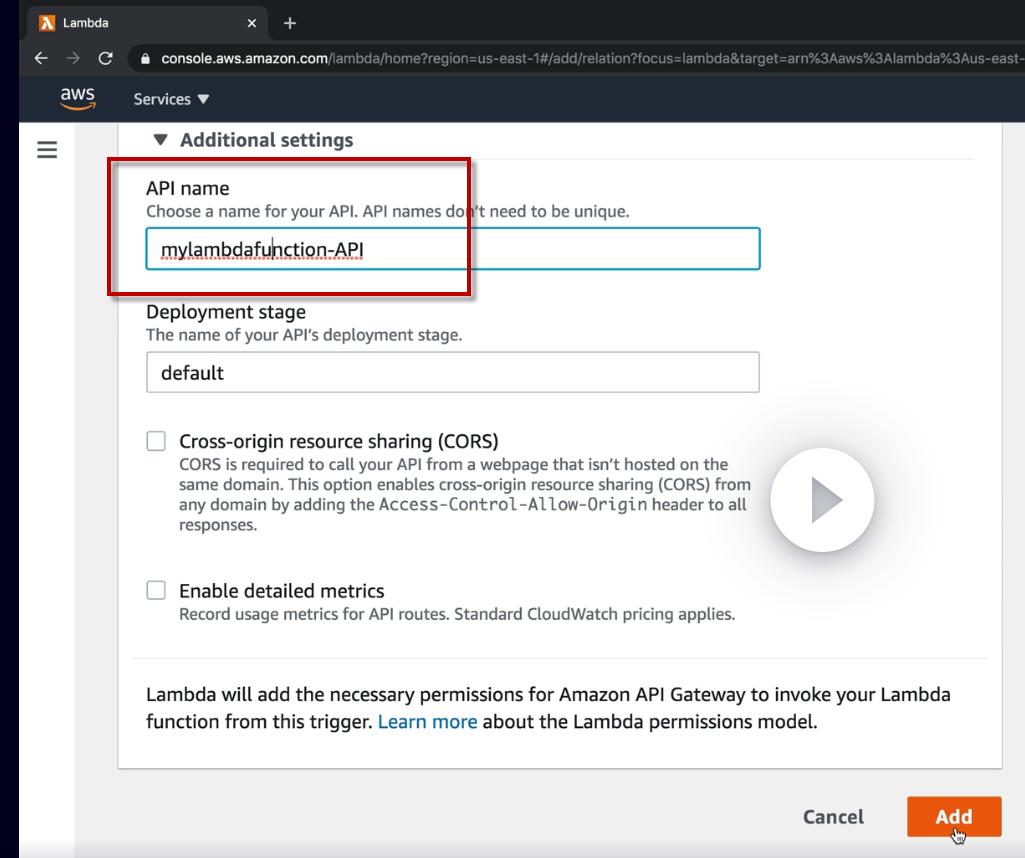 Lambda
console.aws.amazon.com/lambda/home?region=us-east-1#/add/relation?focus=lambda&target=arn%3Aaws%3Alambda%3Aus-east-
aws
Services
Additional settings
API name
Choose a name for your API. API names don't need to be unique.
mylambdafunction-API
Deployment stage
The name of your API's deployment stage.
default
Cross-origin resource sharing (CORS)
CORS is required to call your API from a webpage that isn't hosted on the
same domain. This option enables cross-origin resource sharing (CORS) from
any domain by adding the Access-Control-Allow-Origin header to all
responses.
Enable detailed metrics
Record usage metrics for API routes. Standard CloudWatch pricing applies.
Lambda will add the necessary permissions for Amazon API Gateway to invoke your Lambda
function from this trigger. Learn more about the Lambda permissions model.
Cancel
Add